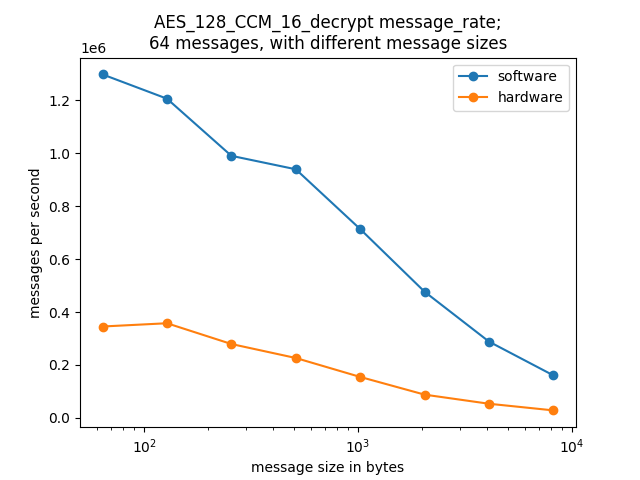 AES_128_CCM_16_decrypt message_rate;
64 messages, with different message sizes
1e6
software
hardware
1.2
1.0
0.8
0.6
0.4
0.2
0.0
messages per second
10²
10³
10⁴
message size in bytes